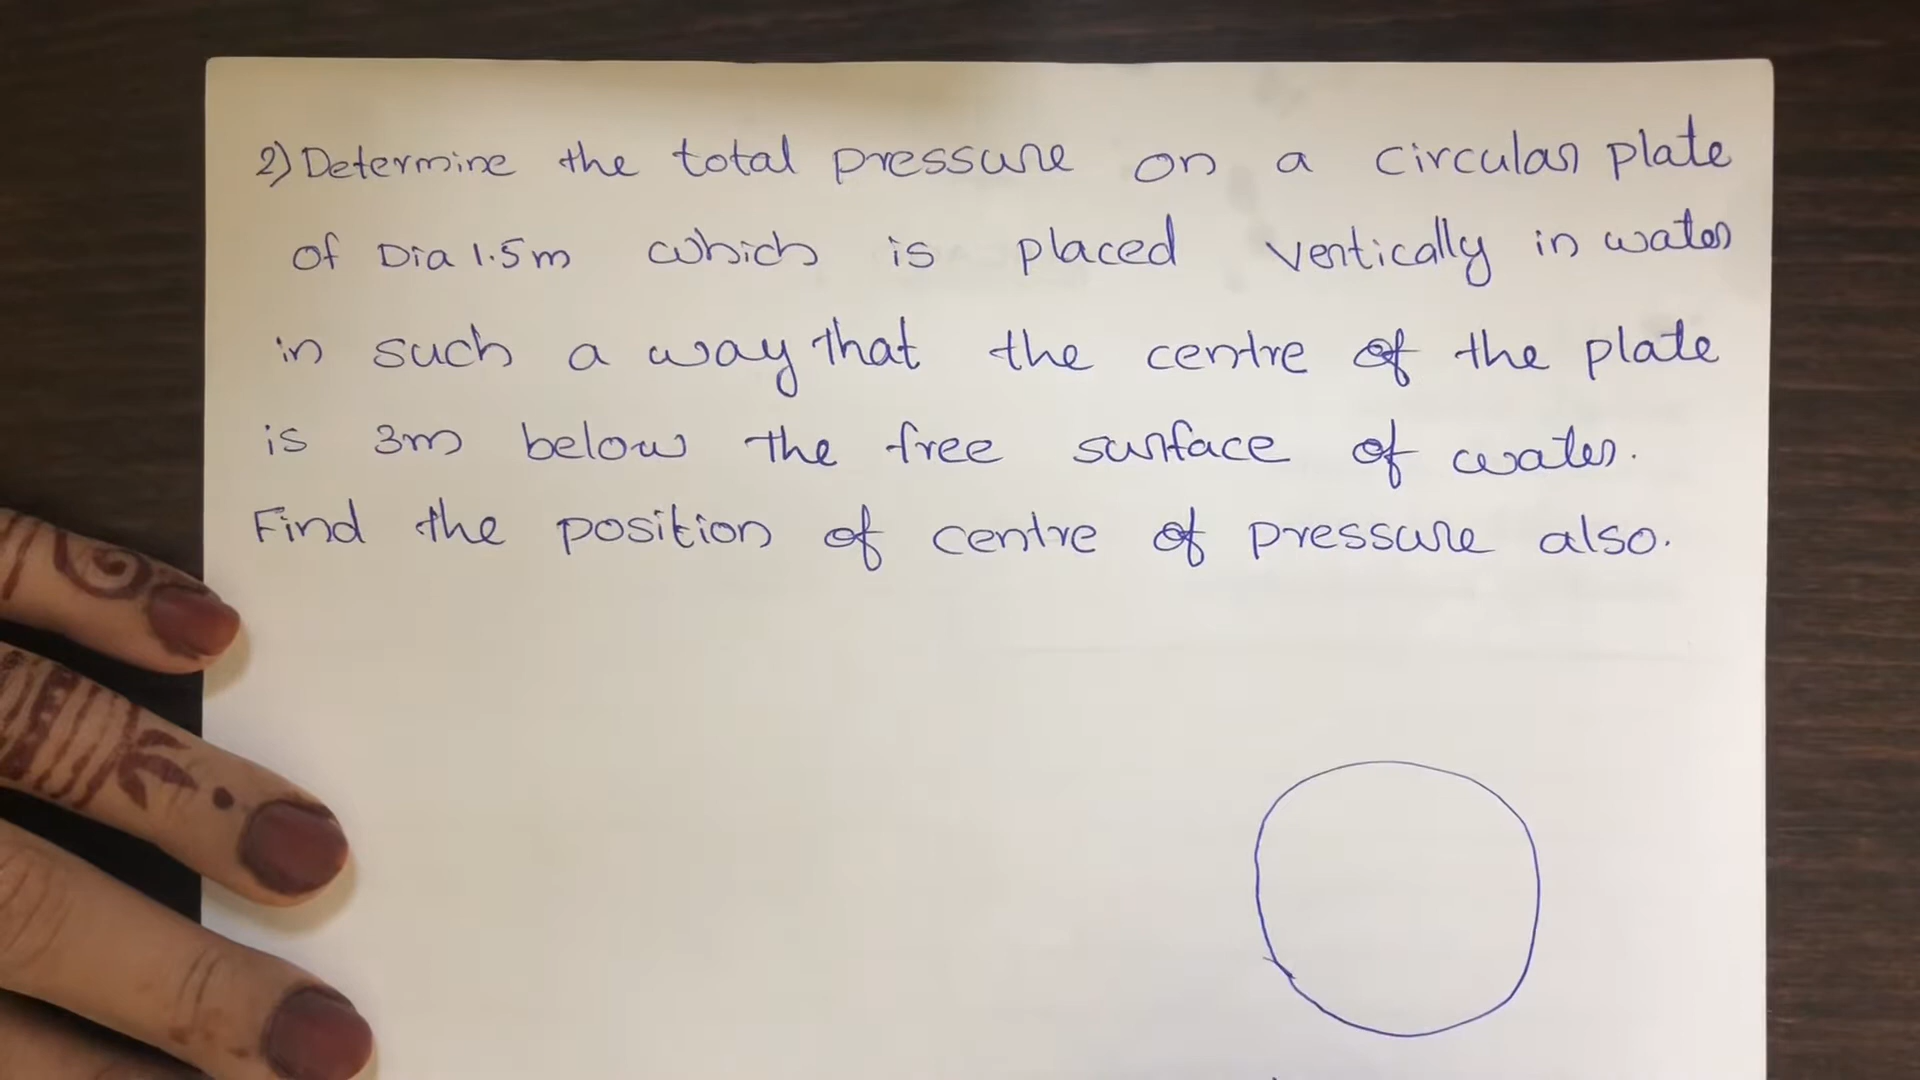 2) Determine the total pressure on a circular plate
of Dia 1.5m which is placed vertically in water
in such a way that the centre of the plate
is 3m below the free surface of water.
Find the position of centre of pressure also.